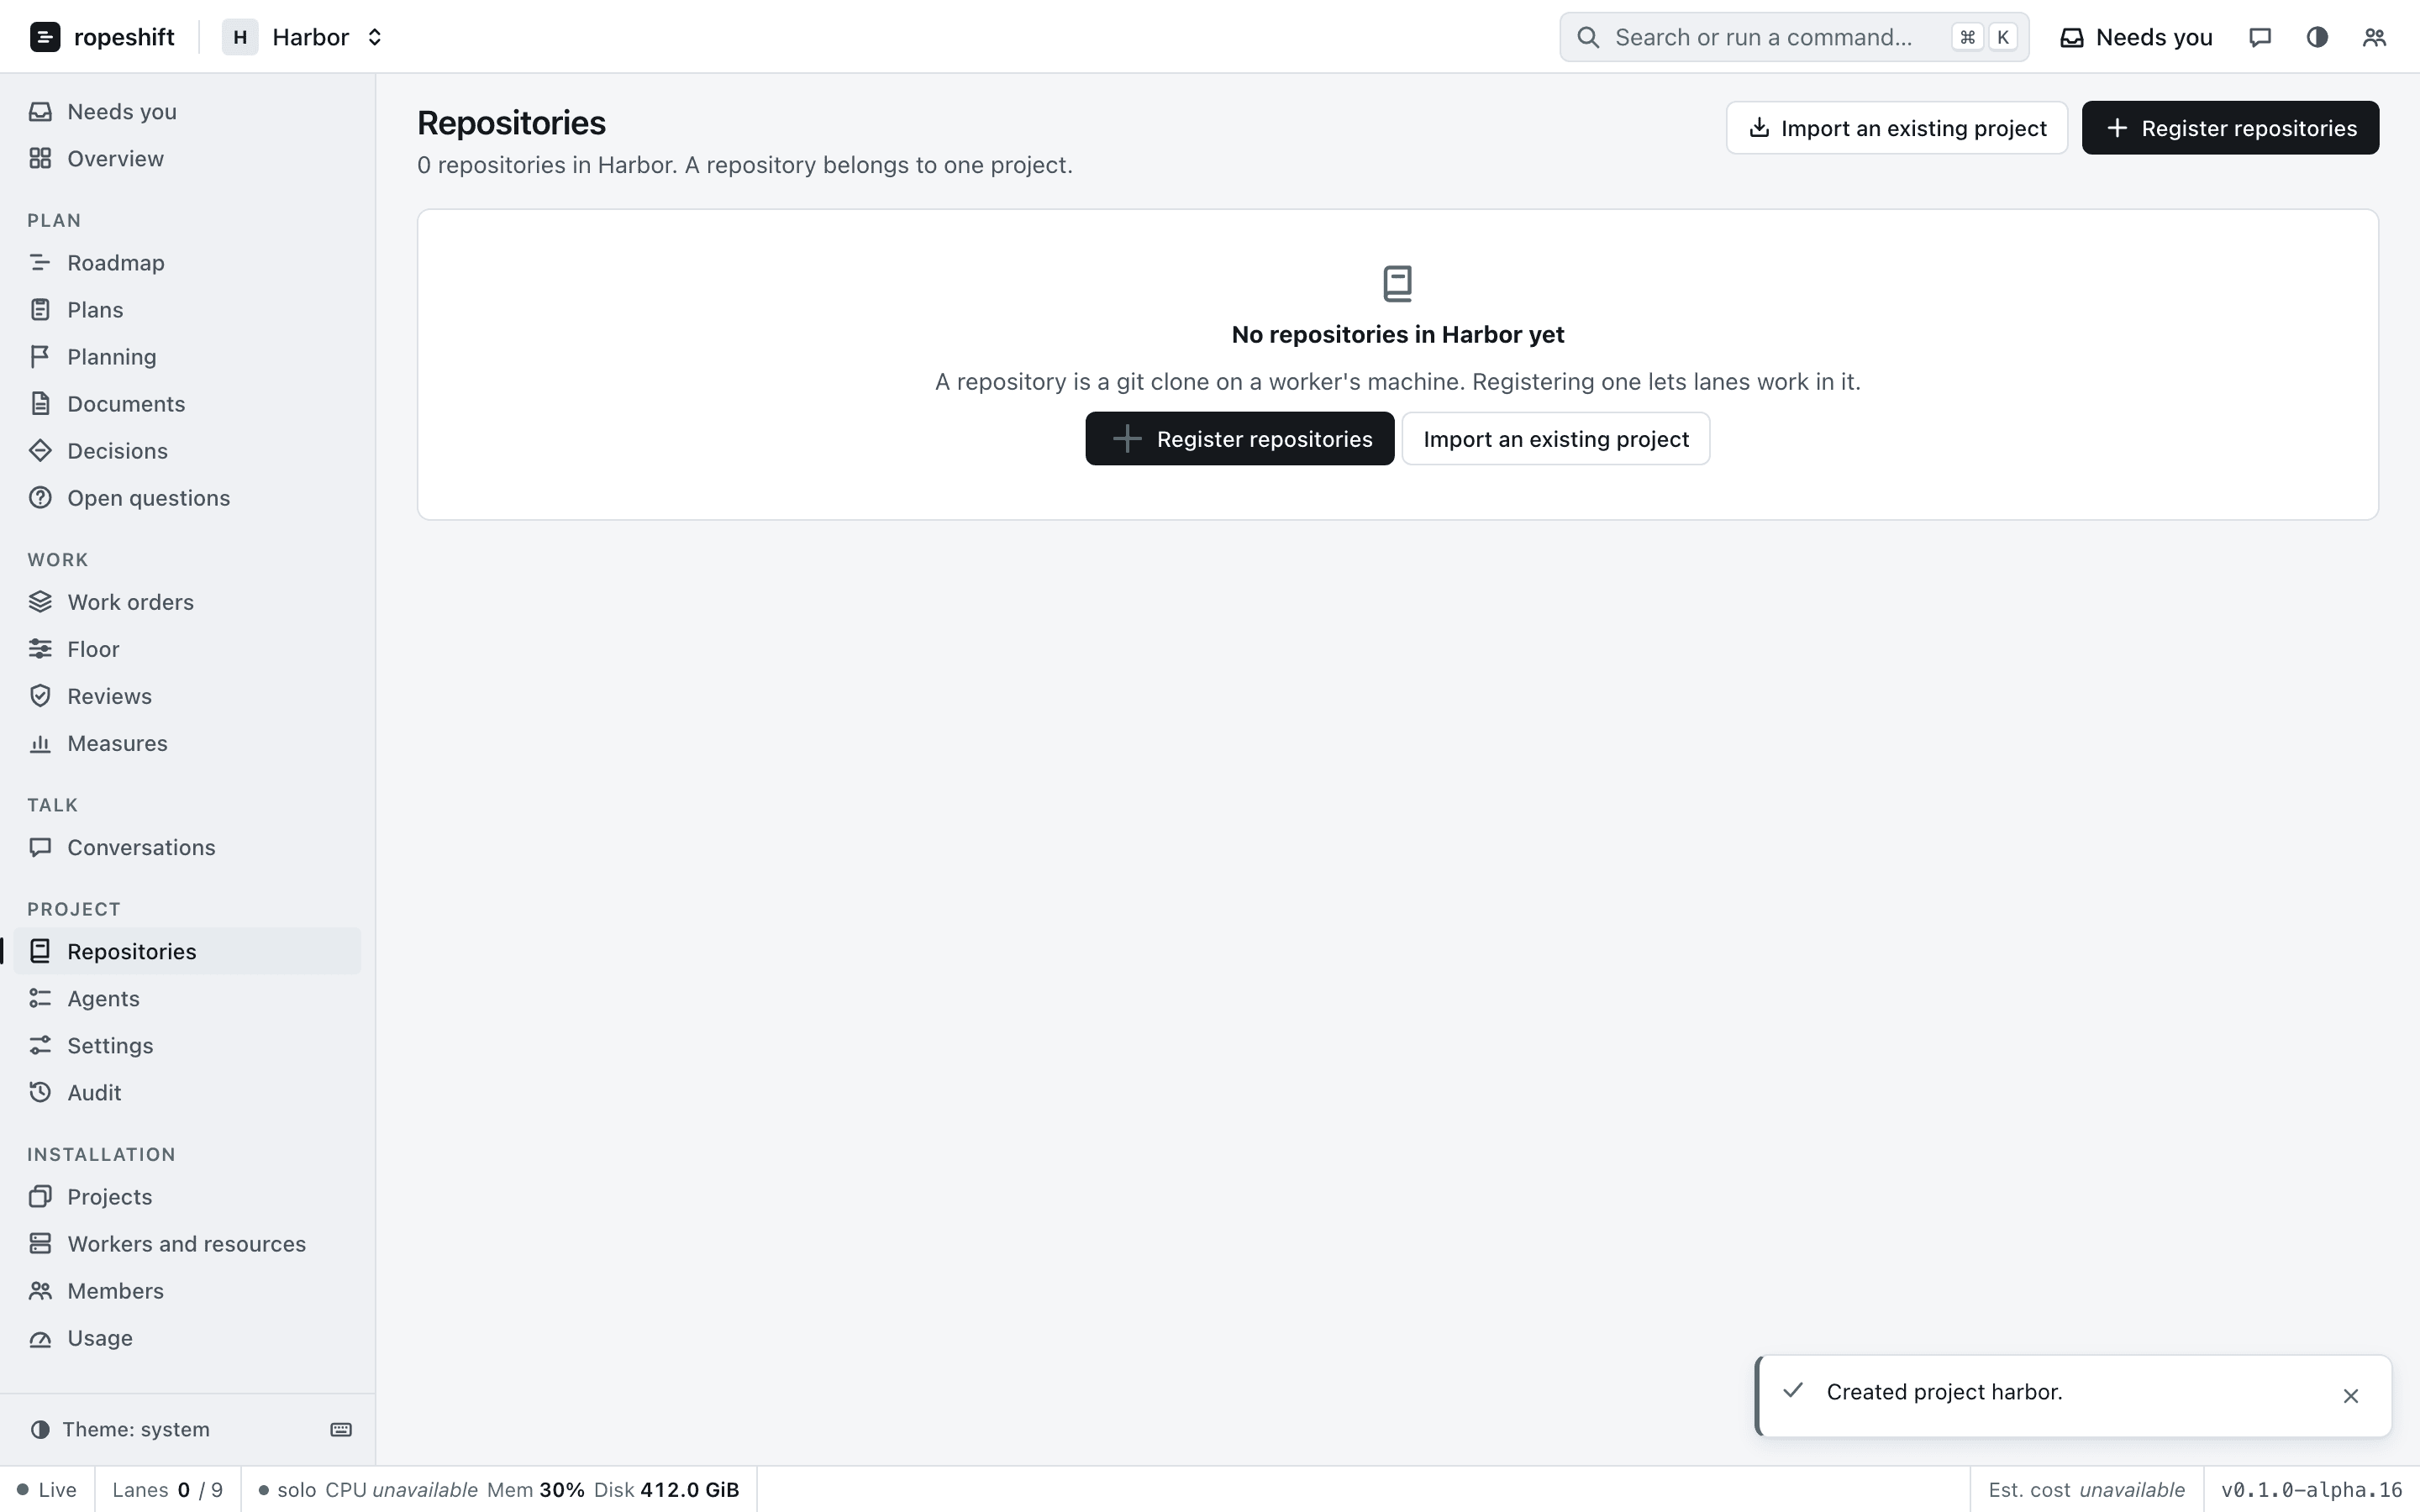 ropeshift
H Harbor
Search or run a command... ⌘ K
Needs you
Needs you
Overview
PLAN
Roadmap
Plans
Planning
Documents
Decisions
Open questions
WORK
Work orders
Floor
Reviews
Measures
TALK
Conversations
PROJECT
Repositories
Agents
Settings
Audit
INSTALLATION
Projects
Workers and resources
Members
Usage
Theme: system
Repositories
0 repositories in Harbor. A repository belongs to one project.
Import an existing project
Register repositories
No repositories in Harbor yet
A repository is a git clone on a worker's machine. Registering one lets lanes work in it.
Register repositories
Import an existing project
Created project harbor.
Live
Lanes 0 / 9
solo CPU unavailable Mem 30% Disk 412.0 GiB
Est. cost unavailable
v0.1.0-alpha.16